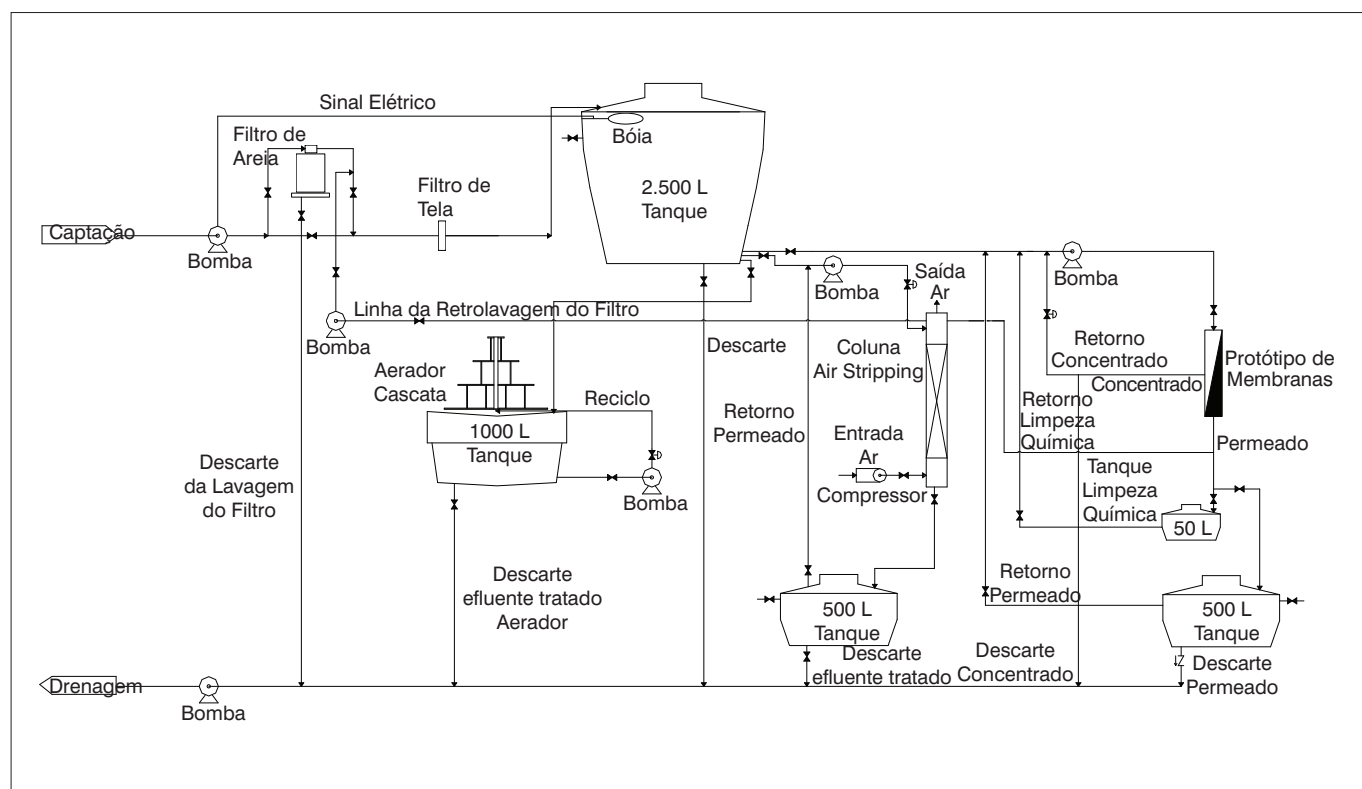 Sinal Elétrico
Filtro de
Areia
Bóia
Filtro de
Tela
2.500 L
Tanque
Captação
Bomba
Bomba
Saída
Ar
Bomba
Linha da Retrolavagem do Filtro
Bomba
Descarte
Coluna
Air Stripping
Retorno
Concentrado
Concentrado
Protótipo de
Membranas
Aerador
Cascata
Reciclo
Retorno
Permeado
Retorno
Limpeza
Química
Permeado
1000 L
Tanque
Entrada
Ar
Compressor
Bomba
Tanque
Limpeza
Química
50 L
Descarte
da Lavagem
do Filtro
Descarte
efluente tratado
Aerador
Retorno
Permeado
500 L
Tanque
500 L
Tanque
Descarte
efluente tratado
Descarte
Concentrado
Descarte
Permeado
Drenagem
Bomba